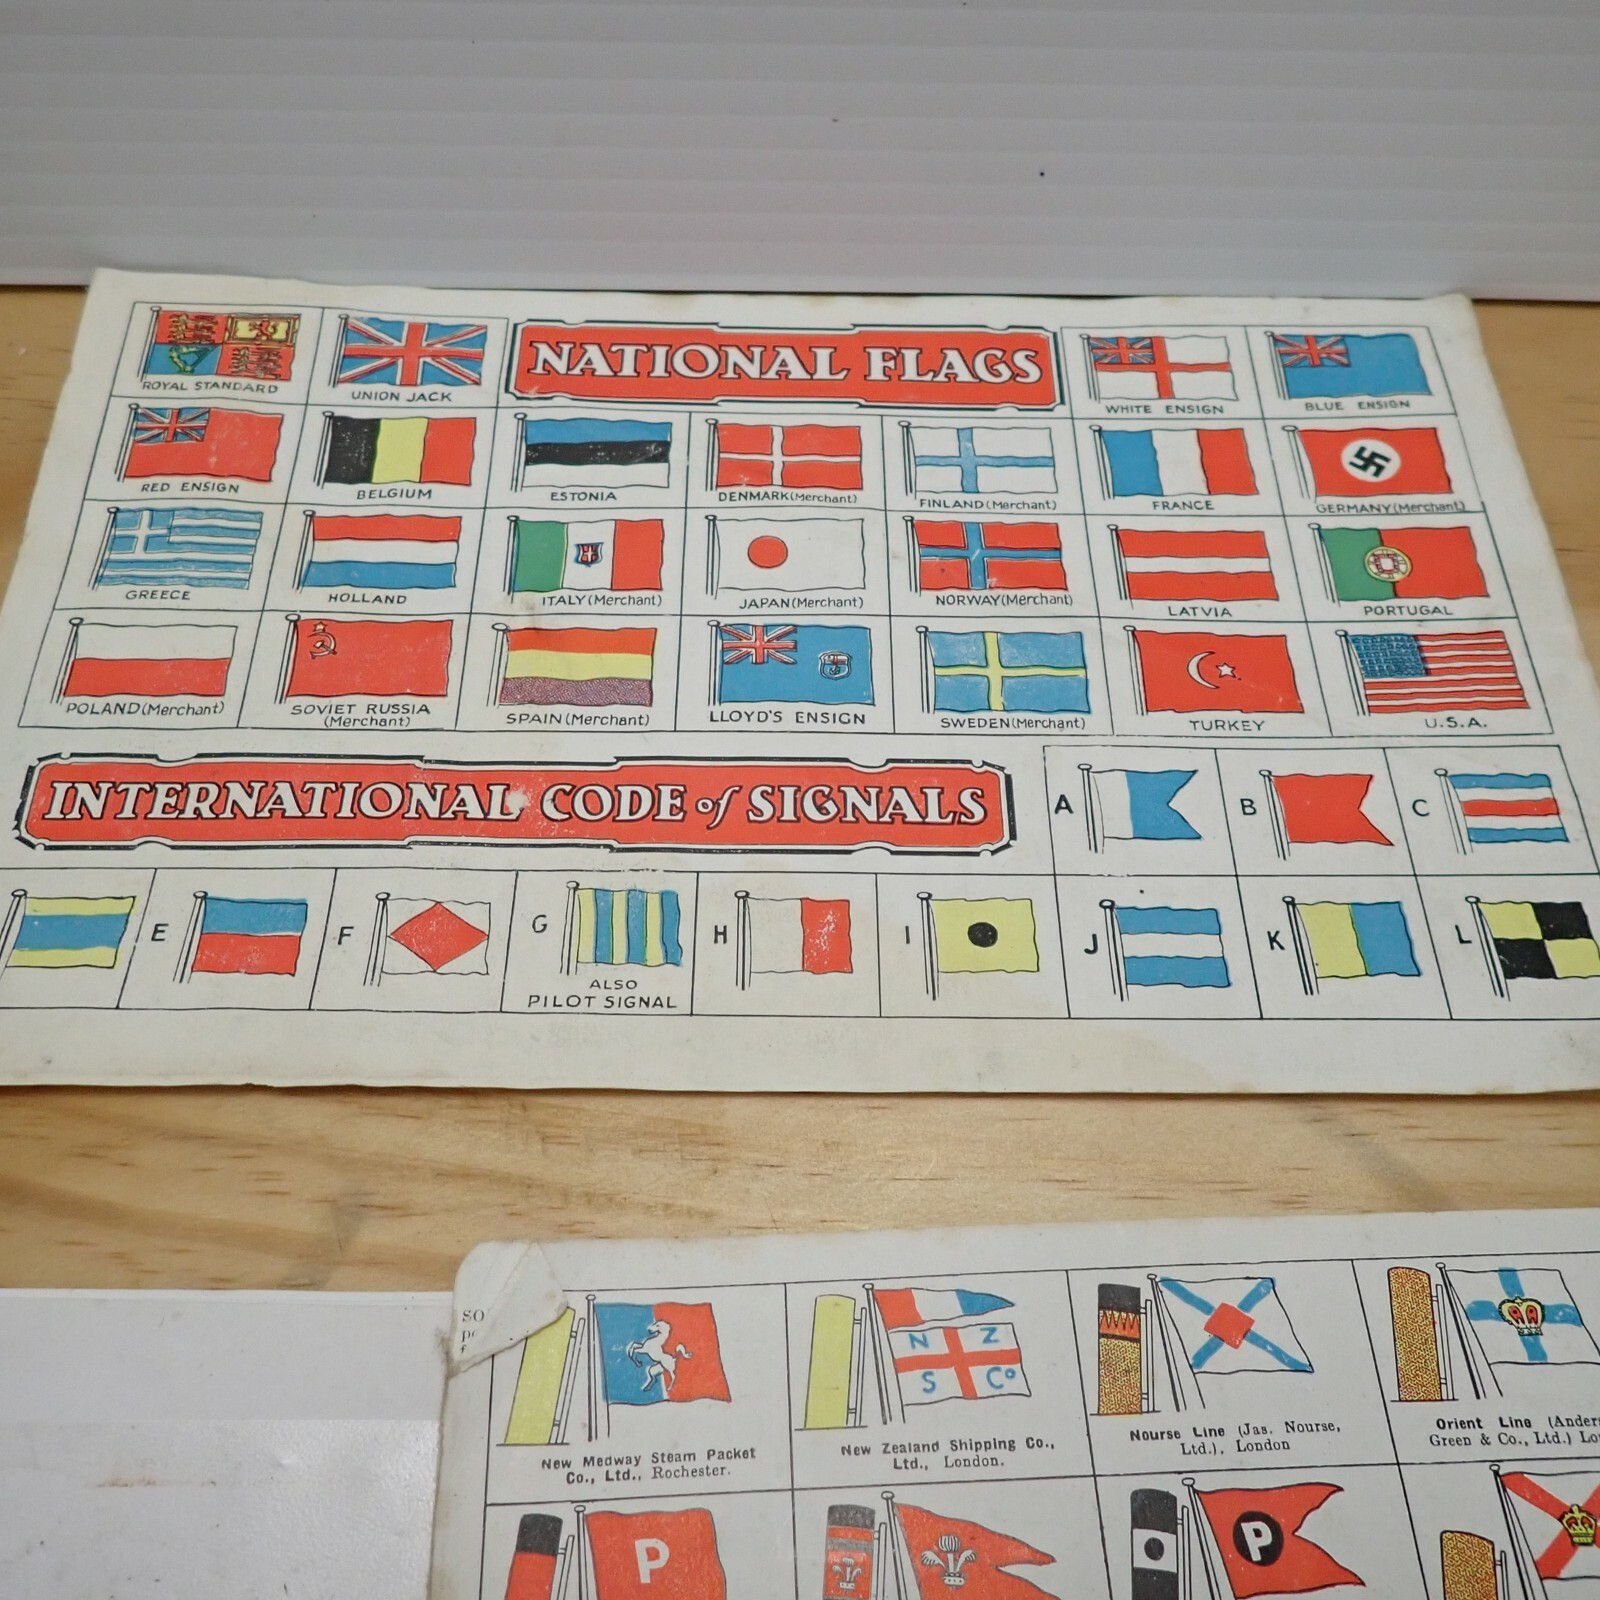 NATIONAL FLAGS
ROYAL STANDARD
UNION JACK
WHITE ENSIGN
BLUE ENSIGN
RED ENSIGN
BELGIUM
ESTONIA
DENMARK (Merchant)
FINLAND (Merchant)
FRANCE
GERMANY (Merchant)
GREECE
HOLLAND
ITALY (Merchant)
JAPAN (Merchant)
NORWAY (Merchant)
LATVIA
PORTUGAL
POLAND (Merchant)
SOVIET RUSSIA
(Merchant)
SPAIN (Merchant)
LLOYD'S ENSIGN
SWEDEN (Merchant)
TURKEY
U.S.A.
INTERNATIONAL CODE of SIGNALS
A
B
C
E
F
G
ALSO
PILOT SIGNAL
H
I
J
K
L
N Z
S Co
New Medway Steam Packet
Co., Ltd., Rochester.
New Zealand Shipping Co.,
Ltd., London.
Nourse Line (Jas. Nourse,
Ltd.), London
Orient Line
Green & Co., Ltd.)
P
P